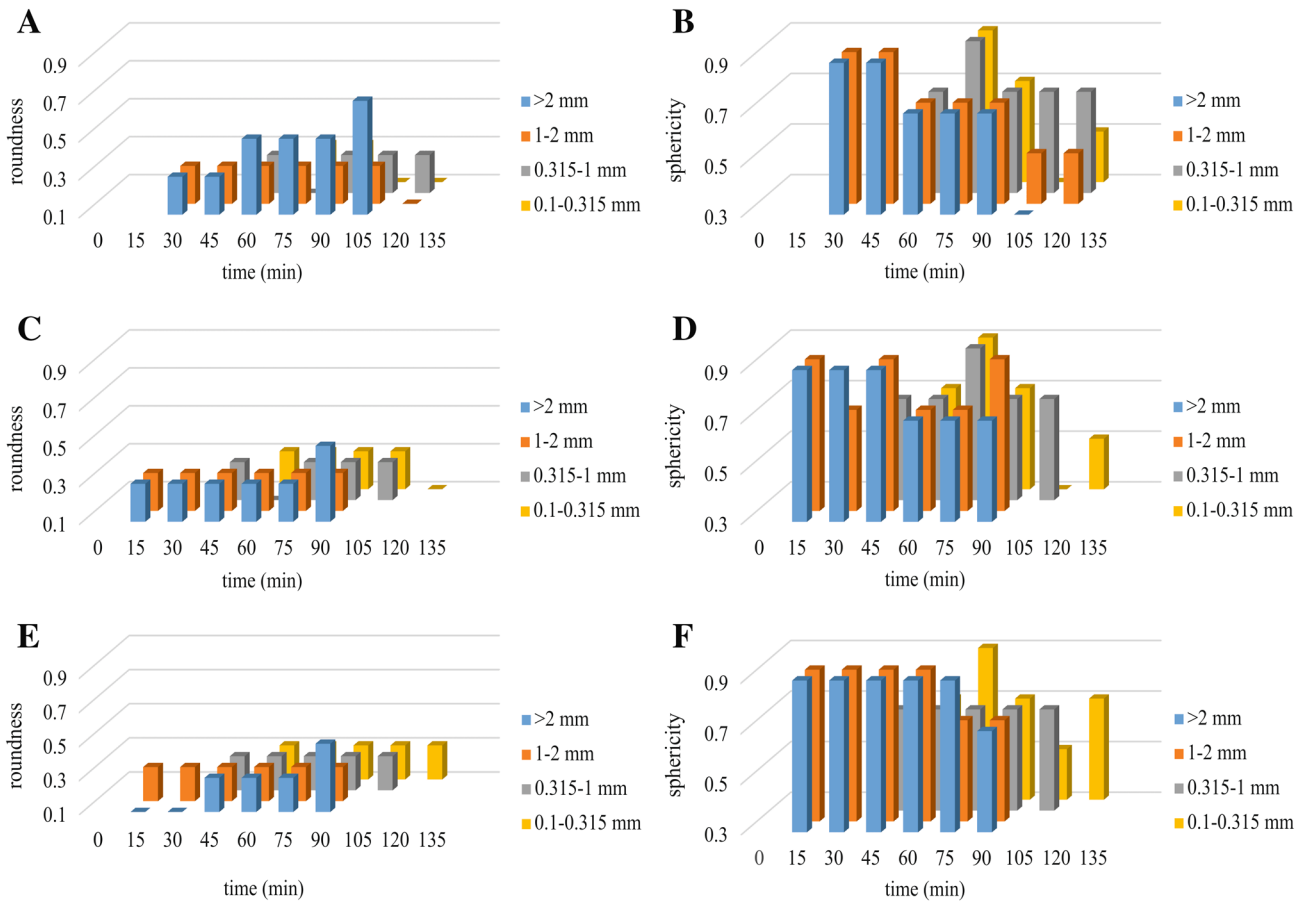 A
0.9
0.7
0.5
0.3
0.1
roundness
0 15 30 45 60 75 90 105 120 135
time (min)
>2 mm
1-2 mm
0.315-1 mm
0.1-0.315 mm
B
0.9
0.7
0.5
0.3
sphericity
0 15 30 45 60 75 90 105 120 135
time (min)
>2 mm
1-2 mm
0.315-1 mm
0.1-0.315 mm
C
0.9
0.7
0.5
0.3
0.1
roundness
0 15 30 45 60 75 90 105 120 135
time (min)
>2 mm
1-2 mm
0.315-1 mm
0.1-0.315 mm
D
0.9
0.7
0.5
0.3
sphericity
0 15 30 45 60 75 90 105 120 135
time (min)
>2 mm
1-2 mm
0.315-1 mm
0.1-0.315 mm
E
0.9
0.7
0.5
0.3
0.1
roundness
0 15 30 45 60 75 90 105 120 135
time (min)
>2 mm
1-2 mm
0.315-1 mm
0.1-0.315 mm
F
0.9
0.7
0.5
0.3
sphericity
0 15 30 45 60 75 90 105 120 135
time (min)
>2 mm
1-2 mm
0.315-1 mm
0.1-0.315 mm